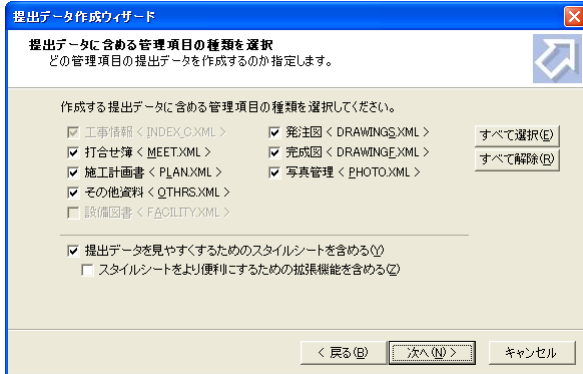 提出データ作成ウィザード
提出データに含める管理項目の種類を選択
どの管理項目の提出データを作成するのか指定します。
作成する提出データに含める管理項目の種類を選択してください。
工事情報 < INDEX_C.XML >
打合せ簿 < MEET.XML >
施工計画書 < PLAN.XML >
その他資料 < OTHRS.XML >
設備図書 < FACILITY.XML >
発注図 < DRAWINGS.XML >
完成図 < DRAWINGF.XML >
写真管理 < PHOTO.XML >
すべて選択(E)
すべて解除(R)
提出データを見やすくするためのスタイルシートを含める(Y)
スタイルシートをより便利にするための拡張機能を含める(Z)
< 戻る(B)
次へ(N) >
キャンセル